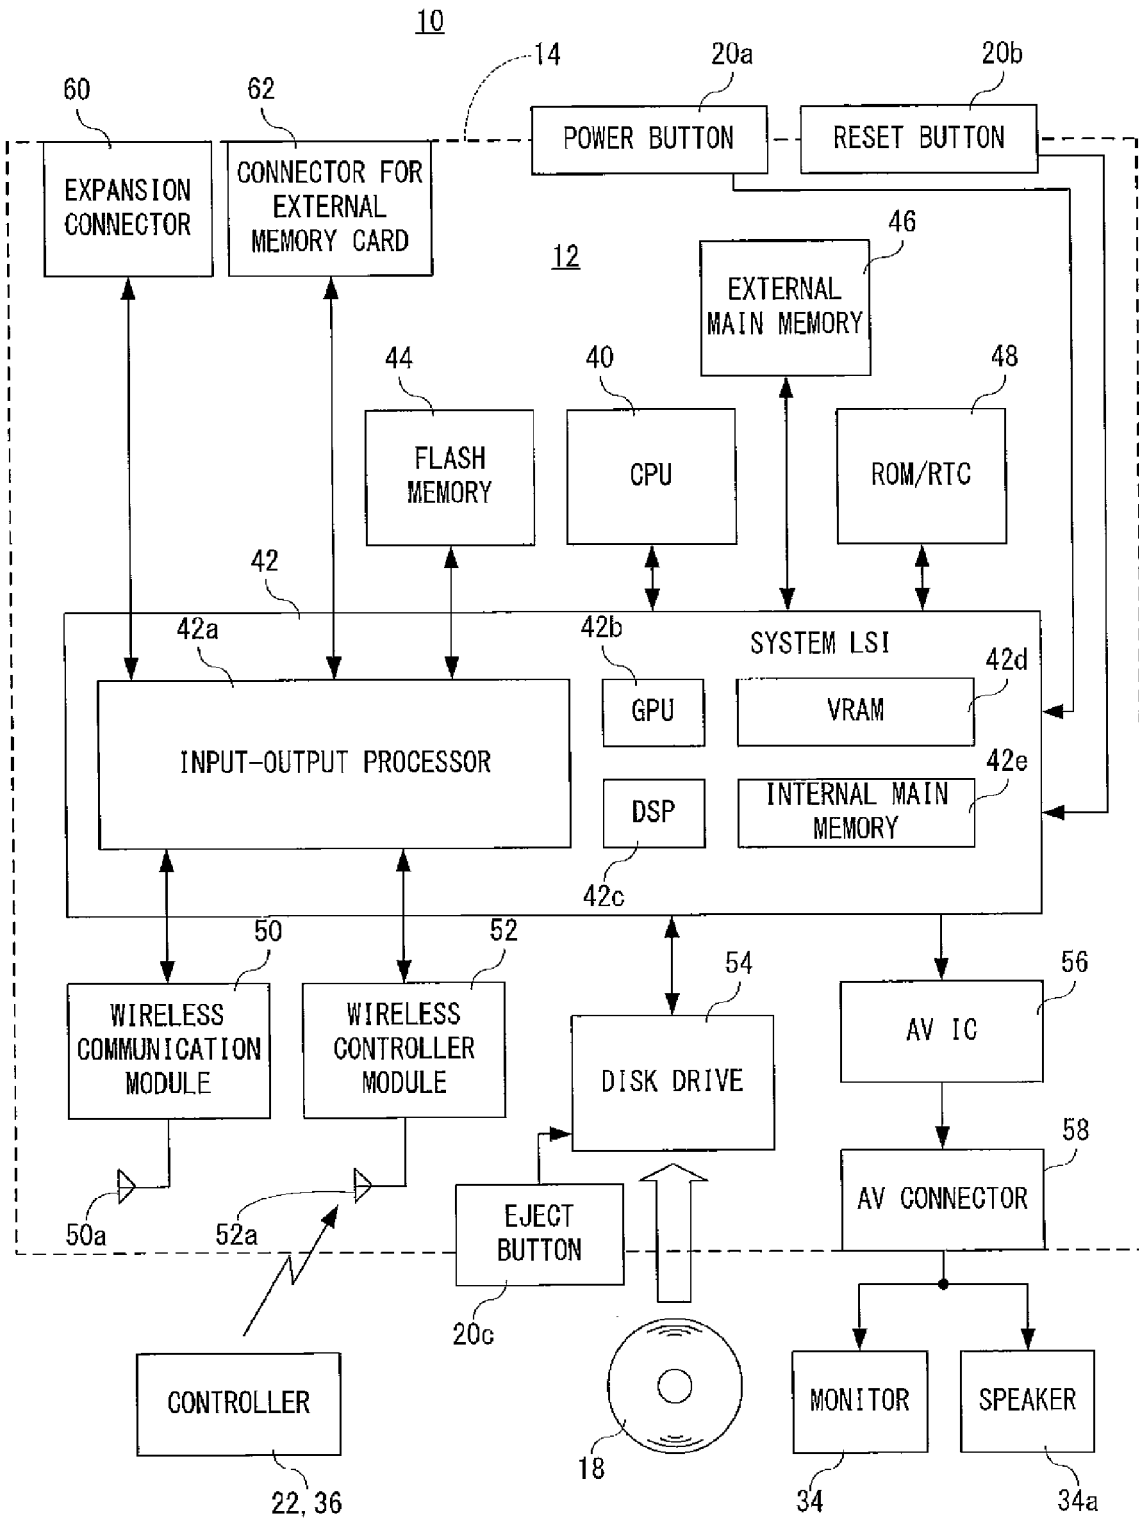 10
14
20a
20b
60
62
POWER BUTTON
RESET BUTTON
EXPANSION
CONNECTOR
CONNECTOR FOR
EXTERNAL
MEMORY CARD
12
46
EXTERNAL
MAIN MEMORY
44
40
48
FLASH
MEMORY
CPU
ROM/RTC
42
42a
42b
SYSTEM LSI
42d
INPUT-OUTPUT PROCESSOR
GPU
VRAM
42e
DSP
INTERNAL MAIN
MEMORY
42c
50
52
54
56
WIRELESS
COMMUNICATION
MODULE
WIRELESS
CONTROLLER
MODULE
DISK DRIVE
AV IC
58
50a
52a
EJECT
BUTTON
AV CONNECTOR
20c
CONTROLLER
18
MONITOR
SPEAKER
22, 36
34
34a